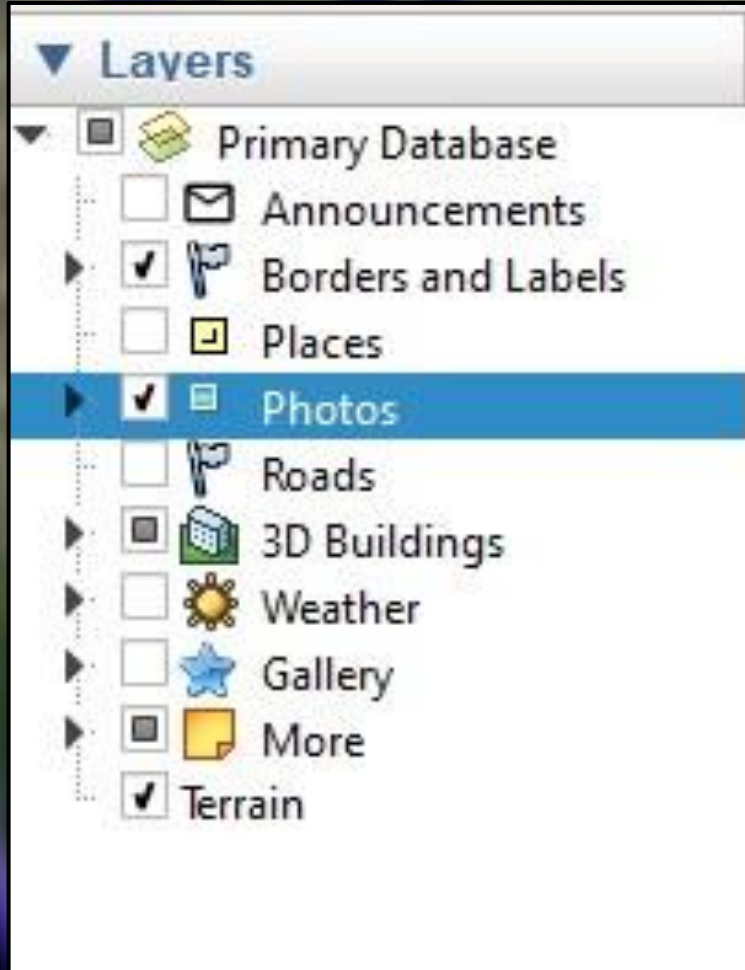 Layers
Primary Database
Announcements
Borders and Labels
Places
Photos
Roads
3D Buildings
Weather
Gallery
More
Terrain